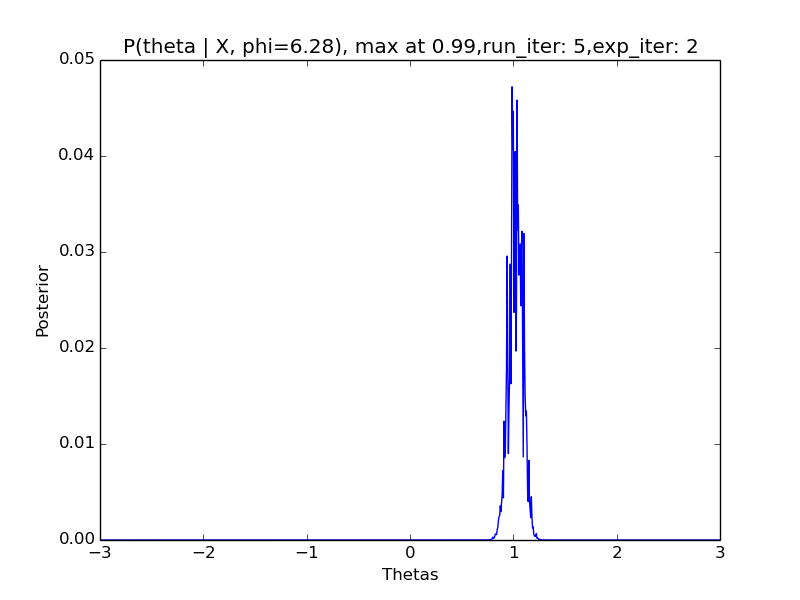 P(theta | X, phi=6.28), max at 0.99,run_iter: 5,exp_iter: 2
0.05
0.04
0.03
0.02
0.01
0.00
Posterior
−3 −2 −1 0 1 2 3
Thetas